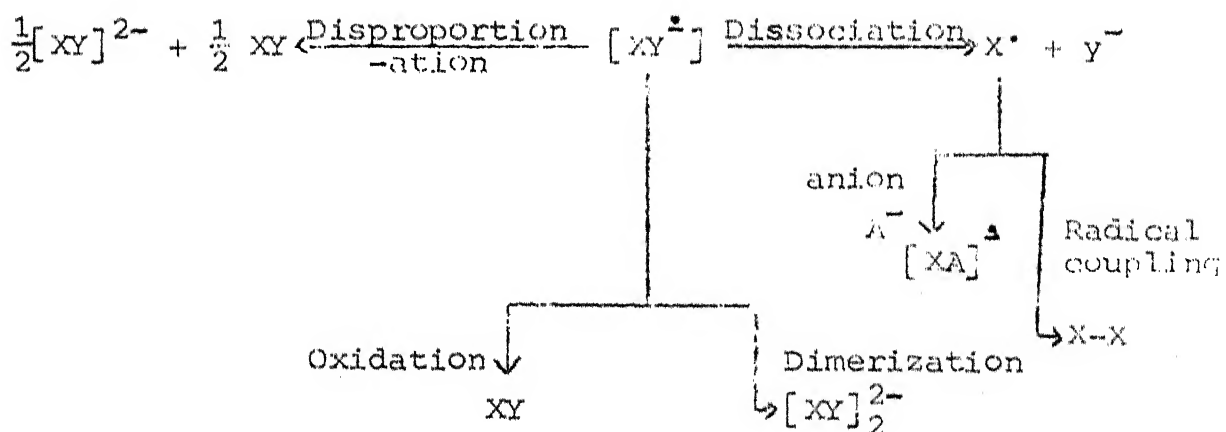 ½[XY]²⁻ + ½ XY ← Disproportion-ation [XY∸] Dissociation → X• + y⁻
anion
A⁻
[XA]∸
Radical
coupling
X-X
Oxidation
Dimerization
XY
[XY]₂²⁻